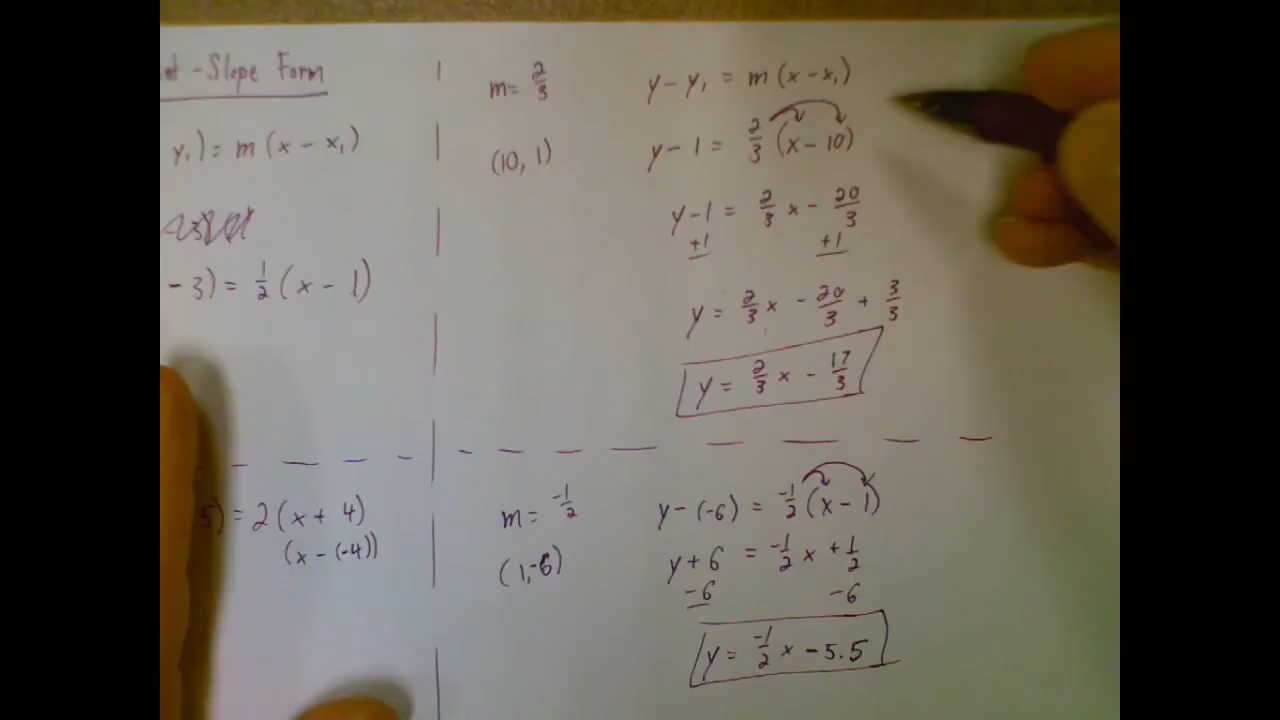 -Slope Form
y₁) = m (x - x₁)
- 3) = 1/2 (x - 1)
m = 2/3
(10, 1)
y - y₁ = m (x - x₁)
y - 1 = 2/3 (x - 10)
y - 1 = 2/3 x - 20/3
+1 +1
y = 2/3 x - 20/3 + 3/3
y = 2/3 x - 17/3
5) = 2 (x + 4)
(x - (-4))
m = -1/2
(1, -6)
y - (-6) = -1/2 (x - 1)
y + 6 = -1/2 x + 1/2
-6 -6
y = -1/2 x - 5.5